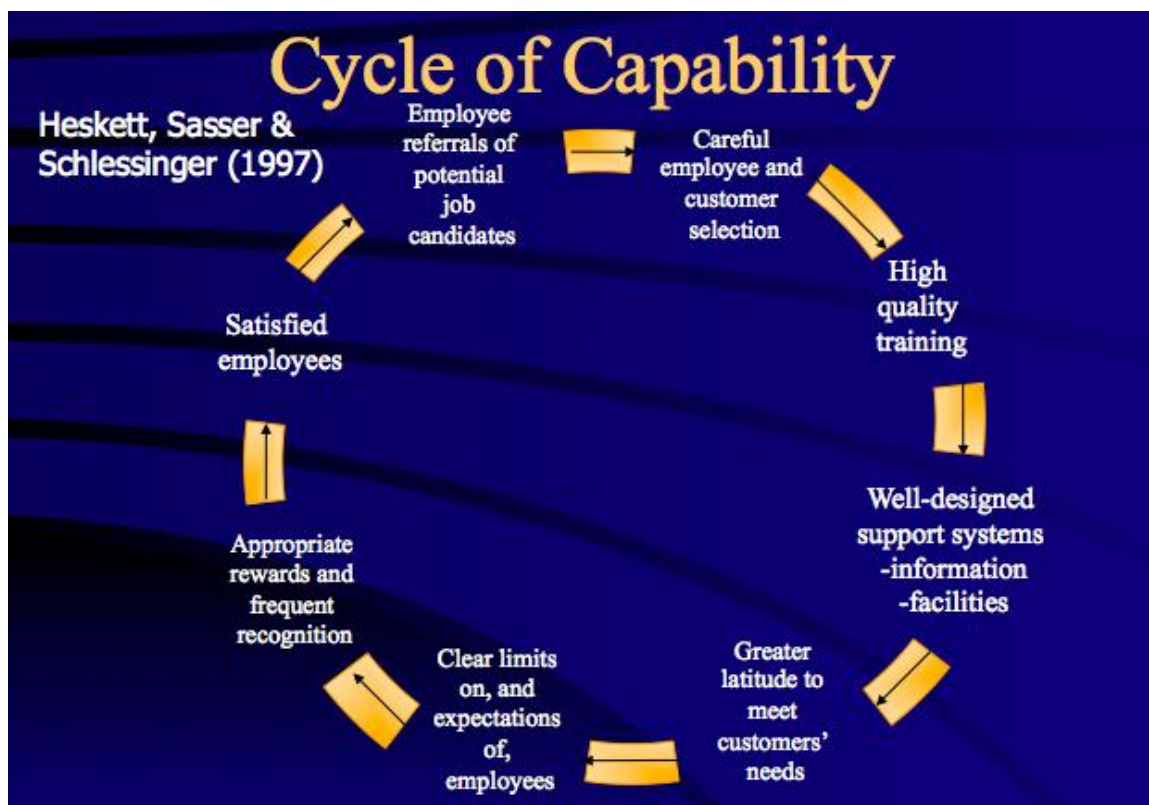 Cycle of Capability
Heskett, Sasser &
Schlessinger (1997)
Employee
referrals of
potential
job
candidates
Careful
employee and
customer
selection
High
quality
training
Well-designed
support systems
-information
-facilities
Greater
latitude to
meet
customers'
needs
Clear limits
on, and
expectations
of,
employees
Appropriate
rewards and
frequent
recognition
Satisfied
employees